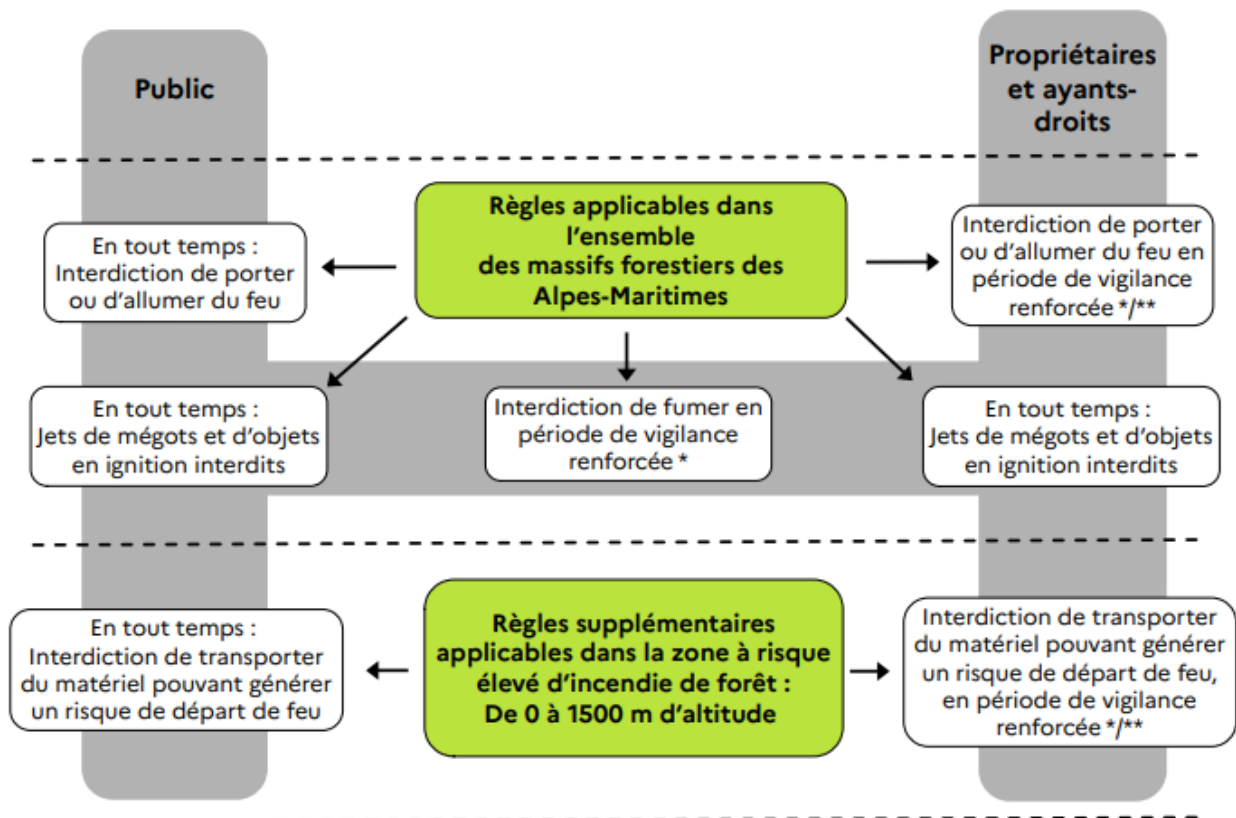 Public
Propriétaires
et ayants-
droits
Règles applicables dans
l'ensemble
des massifs forestiers des
Alpes-Maritimes
En tout temps :
Interdiction de porter
ou d'allumer du feu
Interdiction de porter
ou d'allumer du feu en
période de vigilance
renforcée */**
En tout temps :
Jets de mégots et d'objets
en ignition interdits
Interdiction de fumer en
période de vigilance
renforcée *
En tout temps :
Jets de mégots et d'objets
en ignition interdits
En tout temps :
Interdiction de transporter
du matériel pouvant générer
un risque de départ de feu
Règles supplémentaires
applicables dans la zone à risque
élevé d'incendie de forêt :
De 0 à 1500 m d'altitude
Interdiction de transporter
du matériel pouvant générer
un risque de départ de feu,
en période de vigilance
renforcée */**